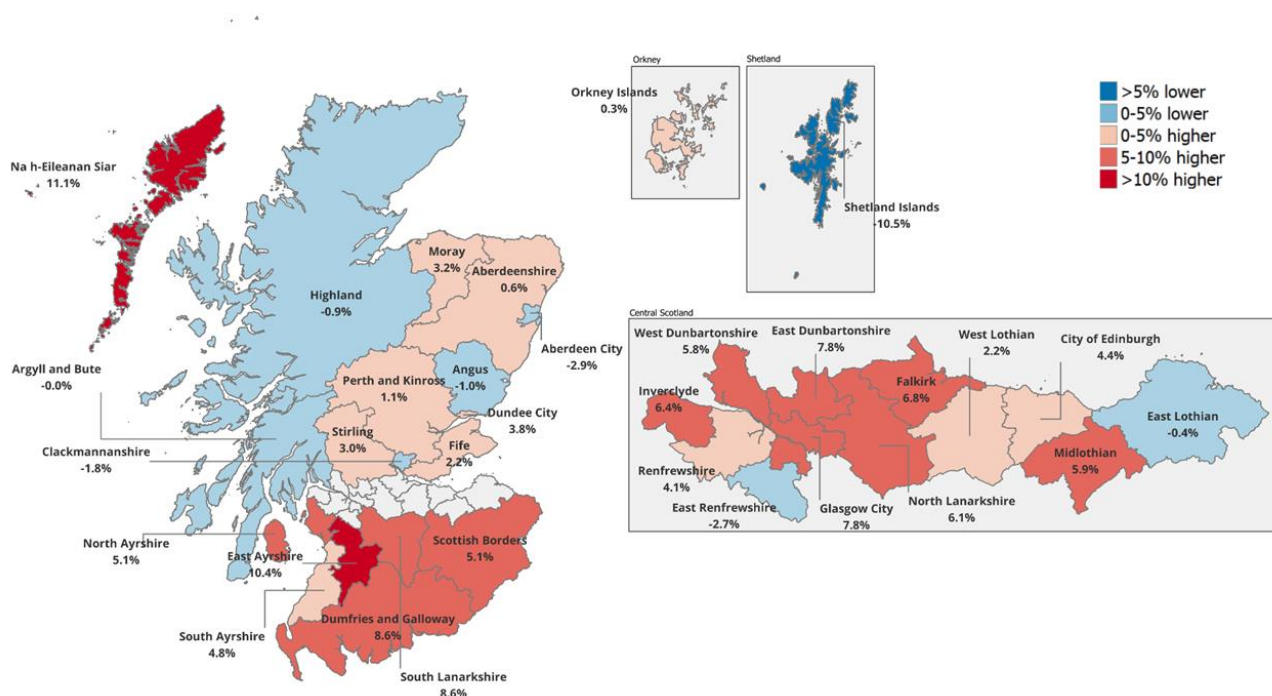 Orkney
Orkney Islands
0.3%
Shetland
Shetland Islands
-10.5%
>5% lower
0-5% lower
0-5% higher
5-10% higher
>10% higher
Na h-Eileanan Siar
11.1%
Moray
3.2%
Aberdeenshire
0.6%
Highland
-0.9%
Aberdeen City
-2.9%
Argyll and Bute
-0.0%
Perth and Kinross
1.1%
Angus
-1.0%
Dundee City
3.8%
Stirling
3.0%
Fife
2.2%
Clackmannanshire
-1.8%
North Ayrshire
5.1%
East Ayrshire
10.4%
Scottish Borders
5.1%
South Ayrshire
4.8%
Dumfries and Galloway
8.6%
South Lanarkshire
8.6%
Central Scotland
West Dunbartonshire
5.8%
East Dunbartonshire
7.8%
West Lothian
2.2%
City of Edinburgh
4.4%
Inverclyde
6.4%
Falkirk
6.8%
East Lothian
-0.4%
Midlothian
5.9%
Renfrewshire
4.1%
East Renfrewshire
-2.7%
Glasgow City
7.8%
North Lanarkshire
6.1%